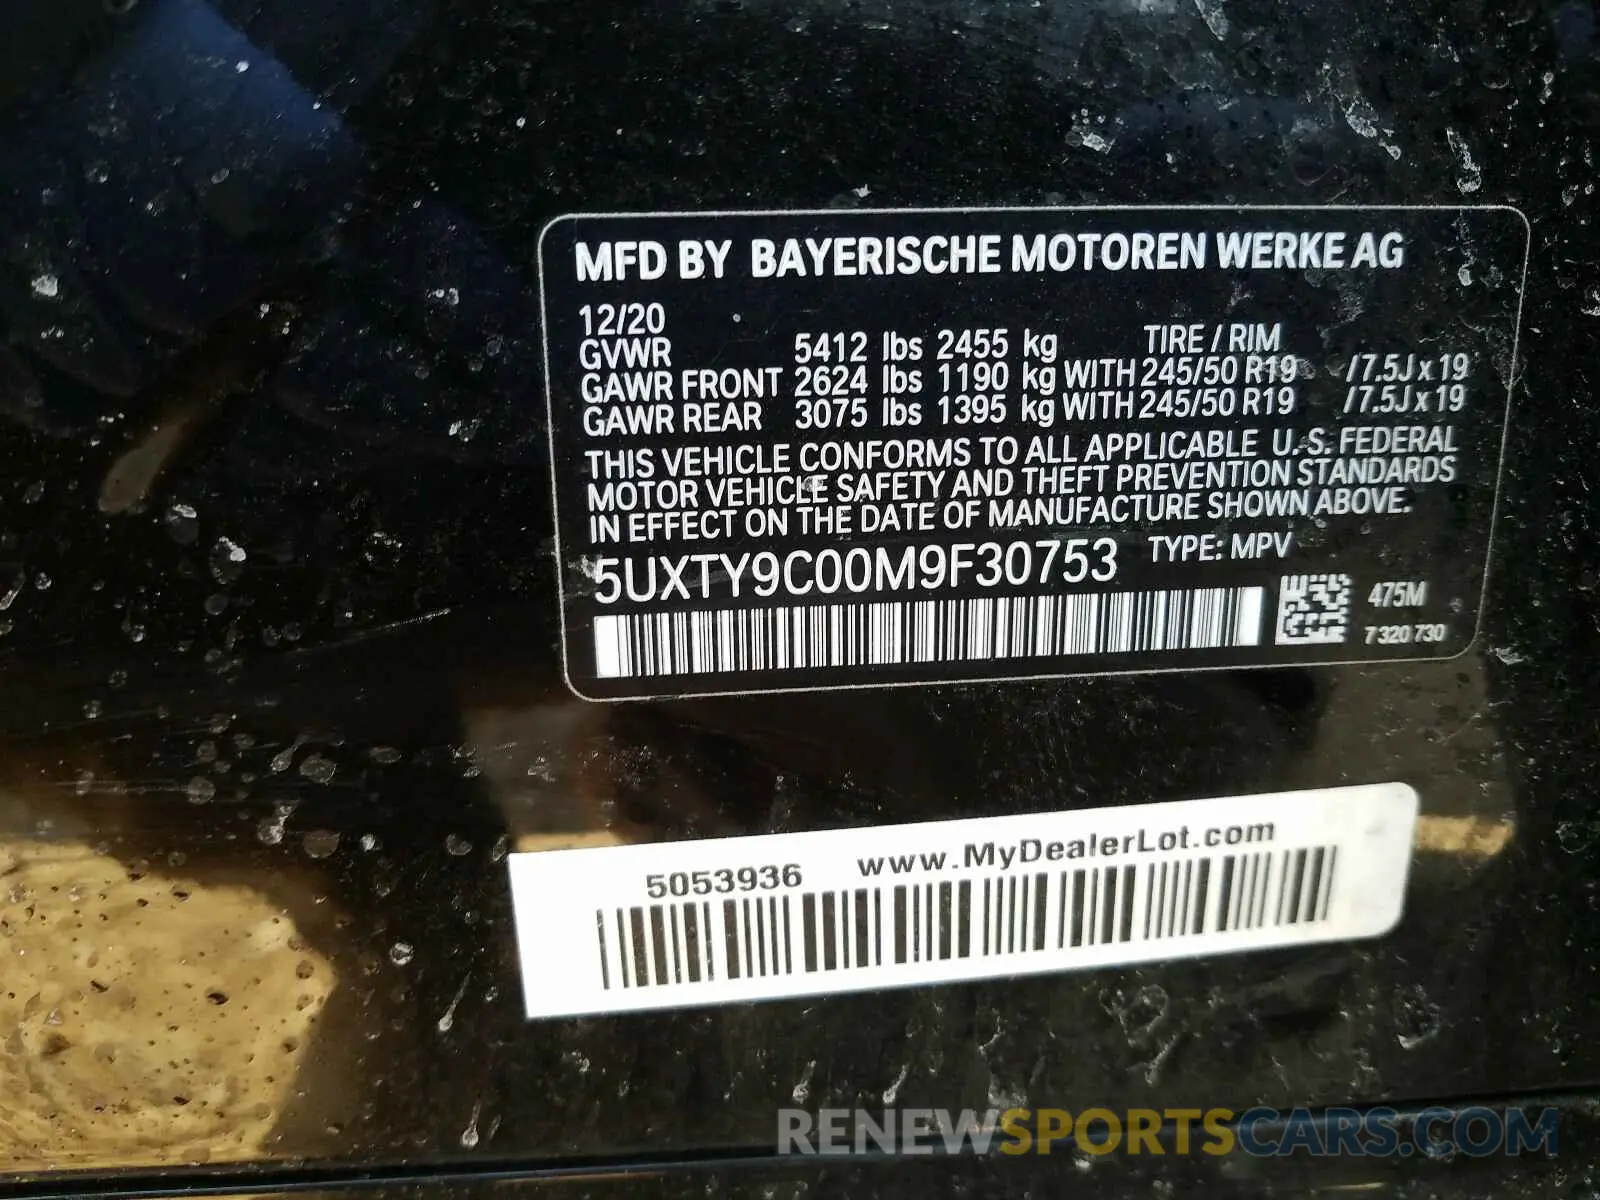 MFD BY BAYERISCHE MOTOREN WERKE AG
12/20
GVWR 5412 lbs 2455 kg TIRE / RIM
GAWR FRONT 2624 lbs 1190 kg WITH 245/50 R19 /7.5J x 19
GAWR REAR 3075 lbs 1395 kg WITH 245/50 R19 /7.5J x 19
THIS VEHICLE CONFORMS TO ALL APPLICABLE U.S. FEDERAL
MOTOR VEHICLE SAFETY AND THEFT PREVENTION STANDARDS
IN EFFECT ON THE DATE OF MANUFACTURE SHOWN ABOVE.
5UXTY9C00M9F30753 TYPE: MPV
475M
7 320 730
5053936 www.MyDealerLot.com
RENEWSPORTSCARS.COM